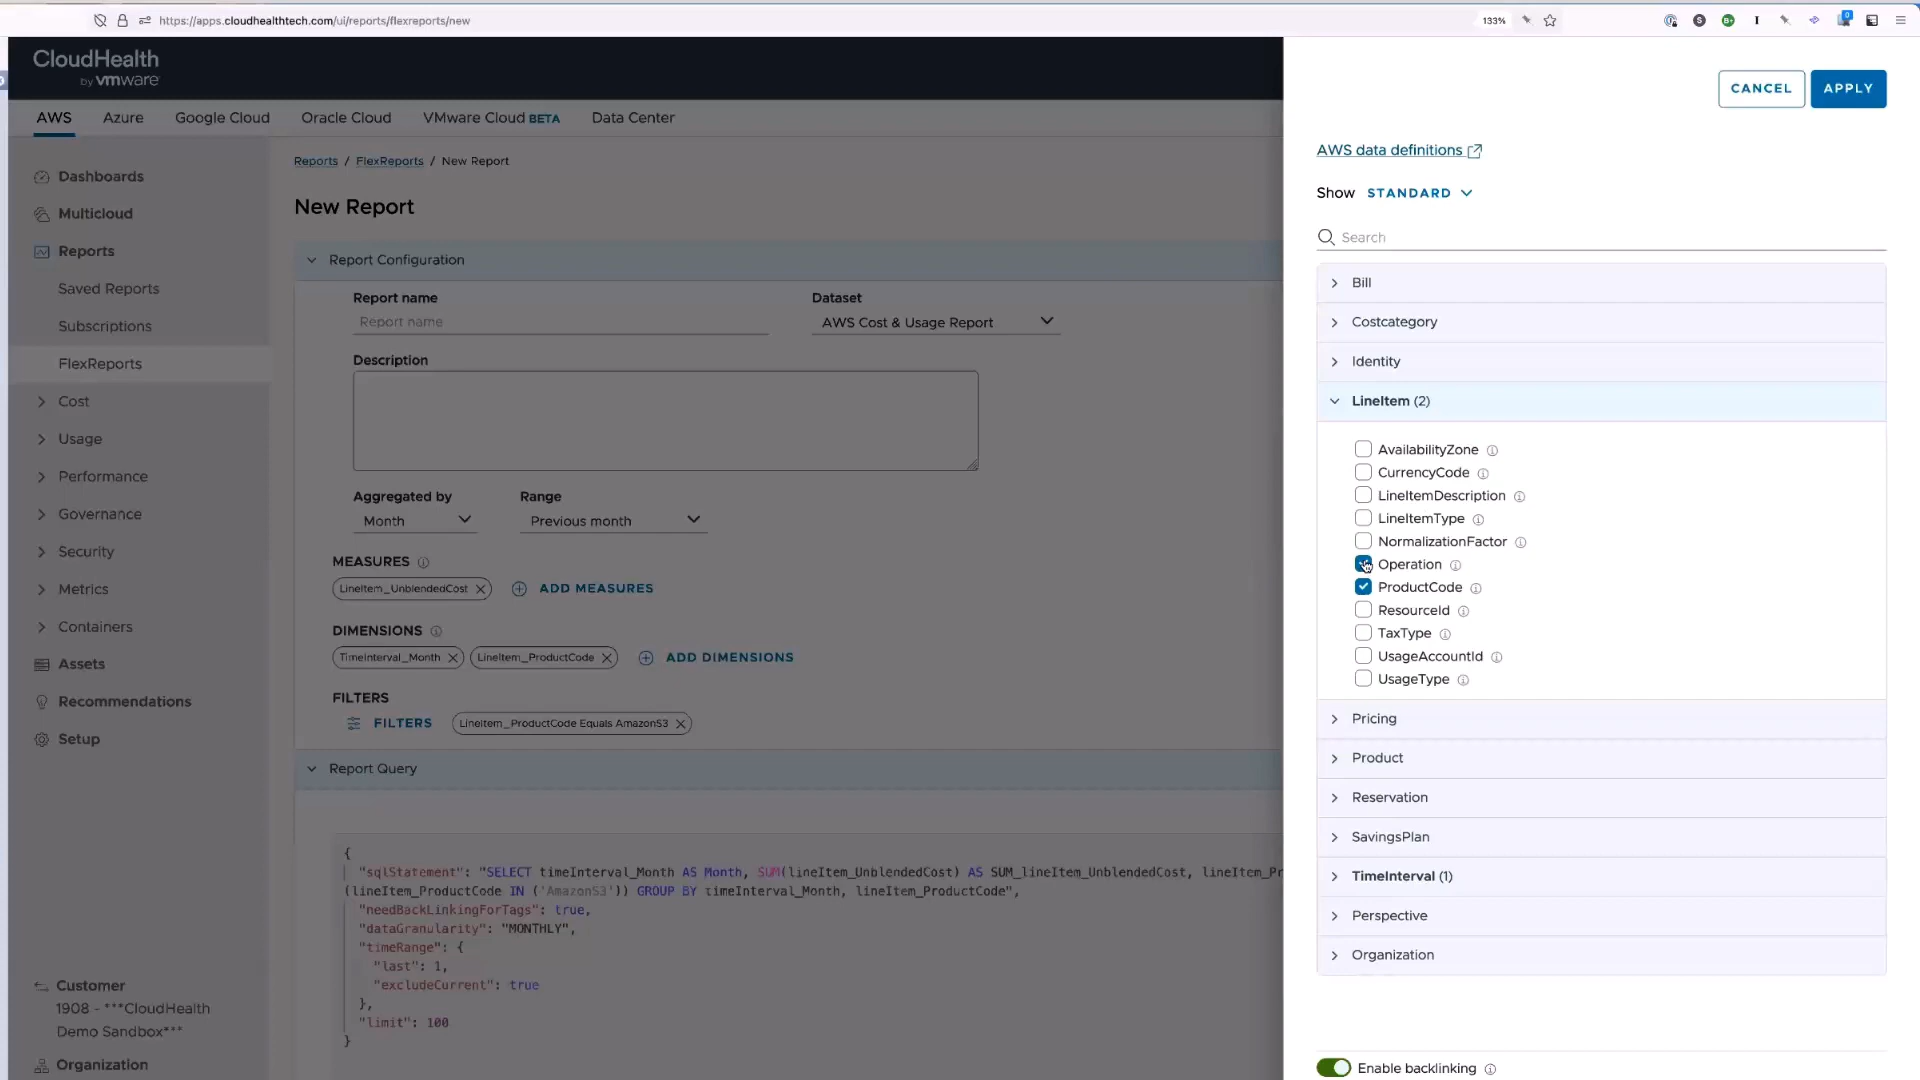 https://apps.cloudhealthtech.com/ui/reports/flexreports/new
133%
CloudHealth
by vmware
AWS
Azure
Google Cloud
Oracle Cloud
VMware Cloud BETA
Data Center
Dashboards
Multicloud
Reports
Saved Reports
Subscriptions
FlexReports
Cost
Usage
Performance
Governance
Security
Metrics
Containers
Assets
Recommendations
Setup
Customer
1908 - ***CloudHealth
Demo Sandbox***
Organization
Reports / FlexReports / New Report
New Report
Report Configuration
Report name
Report name
Dataset
AWS Cost & Usage Report
Description
Aggregated by
Month
Range
Previous month
MEASURES
LineItem_UnblendedCost
ADD MEASURES
DIMENSIONS
TimeInterval_Month
LineItem_ProductCode
ADD DIMENSIONS
FILTERS
FILTERS
LineItem_ProductCode Equals AmazonS3
Report Query
{
"sqlStatement": "SELECT timeInterval_Month AS Month, SUM(lineItem_UnblendedCost) AS SUM_lineItem_UnblendedCost, lineItem_Pr
(lineItem_ProductCode IN ('AmazonS3')) GROUP BY timeInterval_Month, lineItem_ProductCode",
"needBackLinkingForTags": true,
"dataGranularity": "MONTHLY",
"timeRange": {
"last": 1,
"excludeCurrent": true
},
"limit": 100
}
CANCEL
APPLY
AWS data definitions
Show STANDARD
Search
Bill
Costcategory
Identity
LineItem (2)
AvailabilityZone
CurrencyCode
LineItemDescription
LineItemType
NormalizationFactor
Operation
ProductCode
ResourceId
TaxType
UsageAccountId
UsageType
Pricing
Product
Reservation
SavingsPlan
TimeInterval (1)
Perspective
Organization
Enable backlinking